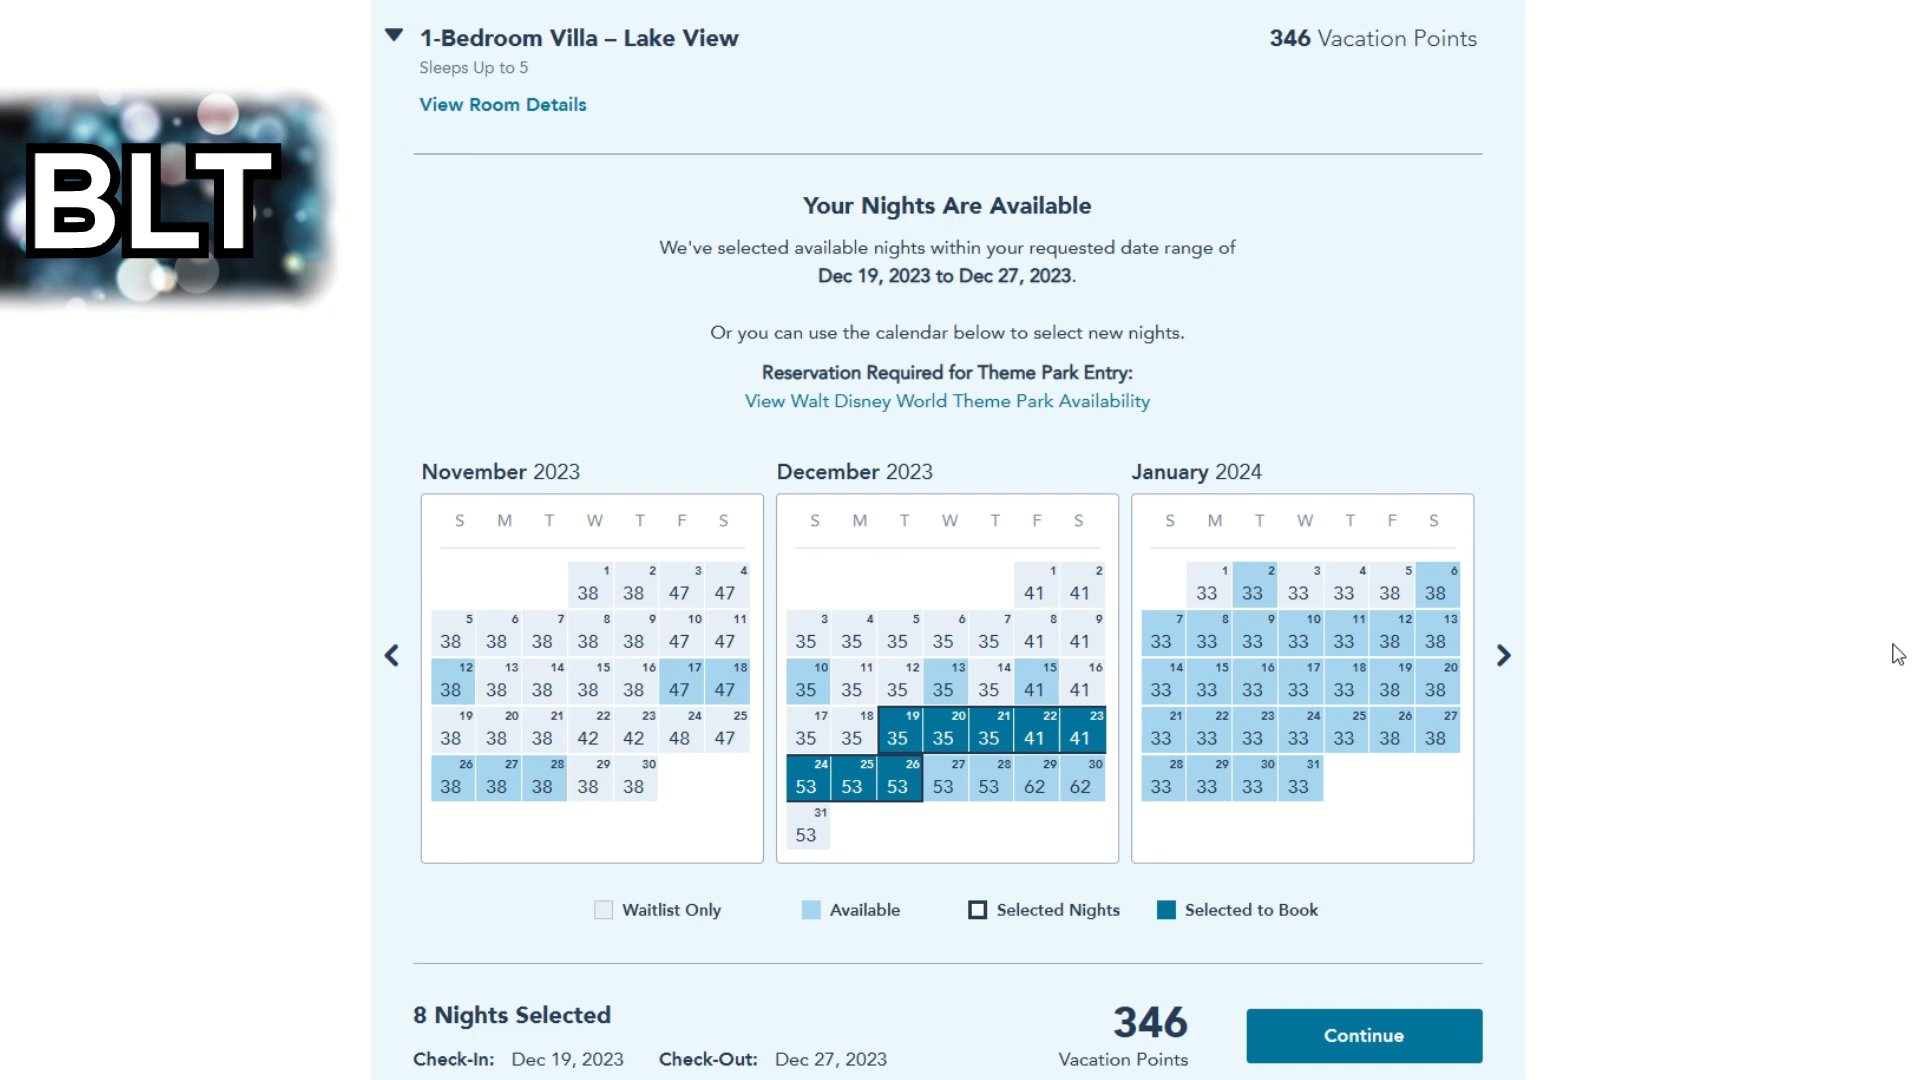 1-Bedroom Villa – Lake View
346 Vacation Points
Sleeps Up to 5
View Room Details
BLT
Your Nights Are Available
We've selected available nights within your requested date range of
Dec 19, 2023 to Dec 27, 2023.
Or you can use the calendar below to select new nights.
Reservation Required for Theme Park Entry:
View Walt Disney World Theme Park Availability
November 2023
S M T W T F S
1 2 3 4
38 38 47 47
5 6 7 8 9 10 11
38 38 38 38 38 47 47
12 13 14 15 16 17 18
38 38 38 38 38 47 47
19 20 21 22 23 24 25
38 38 38 42 42 48 47
26 27 28 29 30
38 38 38 38 38
December 2023
S M T W T F S
1 2
41 41
3 4 5 6 7 8 9
35 35 35 35 35 41 41
10 11 12 13 14 15 16
35 35 35 35 35 41 41
17 18 19 20 21 22 23
35 35 35 35 35 41 41
24 25 26 27 28 29 30
53 53 53 53 53 62 62
31
53
January 2024
S M T W T F S
1 2 3 4 5 6
33 33 33 33 38 38
7 8 9 10 11 12 13
33 33 33 33 33 38 38
14 15 16 17 18 19 20
33 33 33 33 33 38 38
21 22 23 24 25 26 27
33 33 33 33 33 38 38
28 29 30 31
33 33 33 33
Waitlist Only
Available
Selected Nights
Selected to Book
8 Nights Selected
Check-In: Dec 19, 2023 Check-Out: Dec 27, 2023
346
Vacation Points
Continue